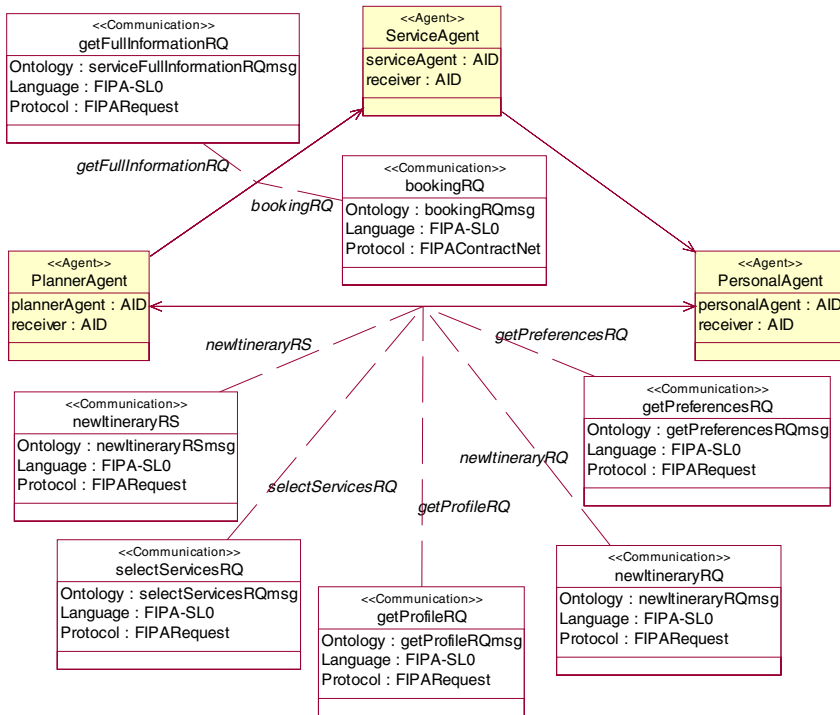 <<Communication>>
getFullInformationRQ
Ontology : serviceFullInformationRQmsg
Language : FIPA-SL0
Protocol : FIPARequest
<<Agent>>
ServiceAgent
serviceAgent : AID
receiver : AID
getFullInformationRQ
bookingRQ
<<Communication>>
bookingRQ
Ontology : bookingRQmsg
Language : FIPA-SL0
Protocol : FIPAContractNet
<<Agent>>
PlannerAgent
plannerAgent : AID
receiver : AID
<<Agent>>
PersonalAgent
personalAgent : AID
receiver : AID
newItineraryRS
getPreferencesRQ
<<Communication>>
newItineraryRS
Ontology : newItineraryRSmsg
Language : FIPA-SL0
Protocol : FIPARequest
<<Communication>>
getPreferencesRQ
Ontology : getPreferencesRQmsg
Language : FIPA-SL0
Protocol : FIPARequest
selectServicesRQ
newItineraryRQ
getProfileRQ
<<Communication>>
selectServicesRQ
Ontology : selectServicesRQmsg
Language : FIPA-SL0
Protocol : FIPARequest
<<Communication>>
getProfileRQ
Ontology : getProfileRQmsg
Language : FIPA-SL0
Protocol : FIPARequest
<<Communication>>
newItineraryRQ
Ontology : newItineraryRQmsg
Language : FIPA-SL0
Protocol : FIPARequest